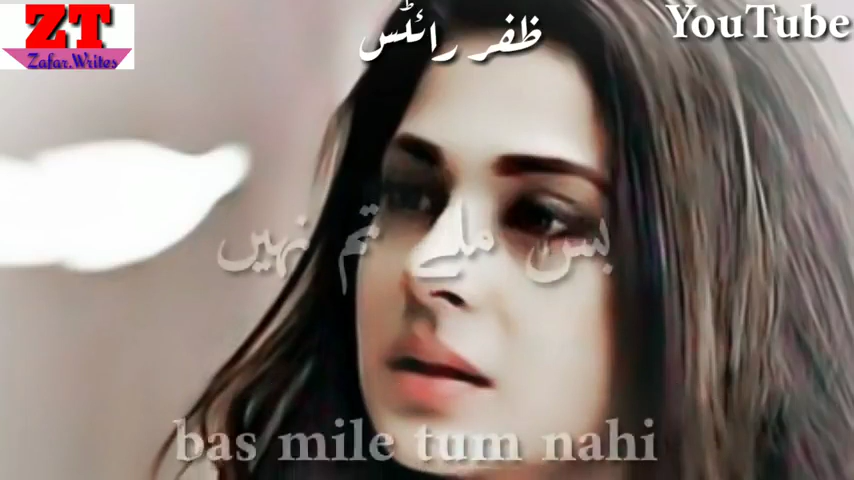 ZT
Zafar.Writes
ظفر رائٹس
YouTube
بس ملے تم نہیں
bas mile tum nahi